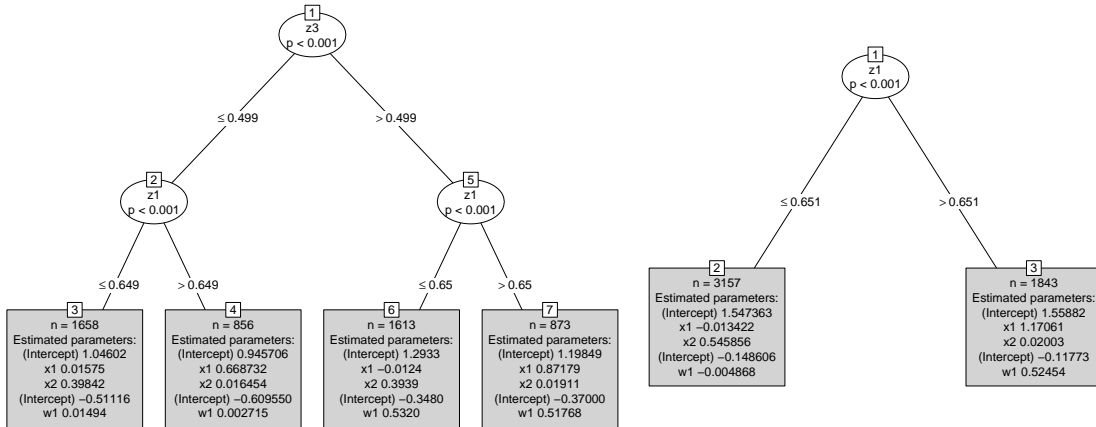 1
z3
p < 0.001
≤ 0.499
> 0.499
2
z1
p < 0.001
5
z1
p < 0.001
≤ 0.649
> 0.649
≤ 0.65
> 0.65
3
n = 1658
Estimated parameters:
(Intercept) 1.04602
x1 0.01575
x2 0.39842
(Intercept) −0.51116
w1 0.01494
4
n = 856
Estimated parameters:
(Intercept) 0.945706
x1 0.668732
x2 0.016454
(Intercept) −0.609550
w1 0.002715
6
n = 1613
Estimated parameters:
(Intercept) 1.2933
x1 −0.0124
x2 0.3939
(Intercept) −0.3480
w1 0.5320
7
n = 873
Estimated parameters:
(Intercept) 1.19849
x1 0.87179
x2 0.01911
(Intercept) −0.37000
w1 0.51768
1
z1
p < 0.001
≤ 0.651
> 0.651
2
n = 3157
Estimated parameters:
(Intercept) 1.547363
x1 −0.013422
x2 0.545856
(Intercept) −0.148606
w1 −0.004868
3
n = 1843
Estimated parameters:
(Intercept) 1.55882
x1 1.17061
x2 0.02003
(Intercept) −0.11773
w1 0.52454